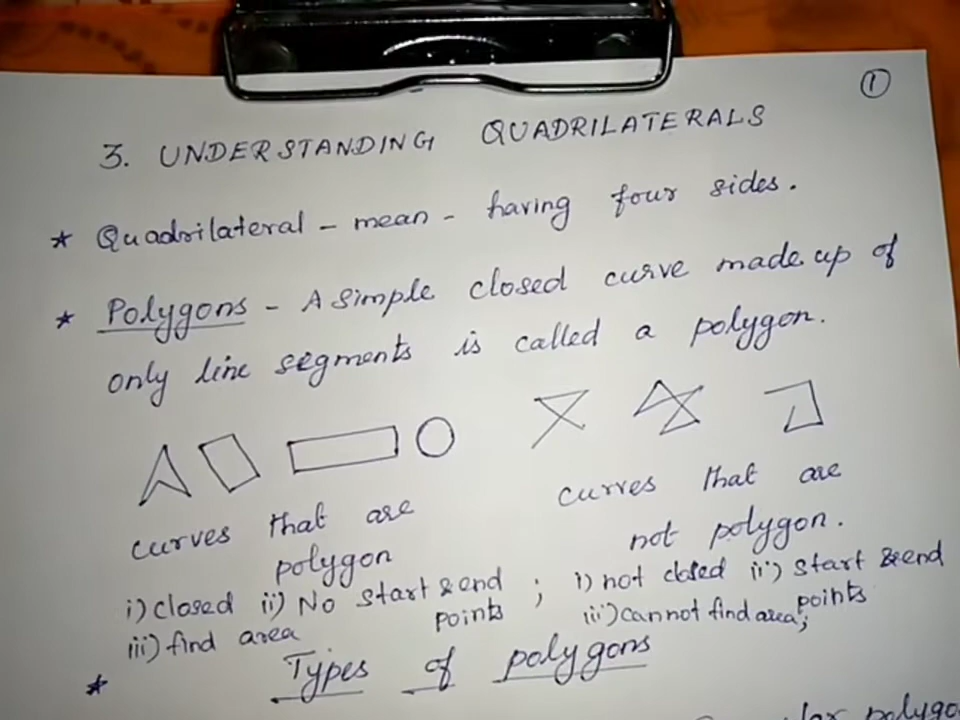 ①
3. UNDERSTANDING QUADRILATERALS
* Quadrilateral - mean - having four sides.
* Polygons - A simple closed curve made up of
only line segments is called a polygon.
curves that are
polygon
curves that are
not polygon.
i) closed ii) No start & end points ; i) not closed ii) start & end points
iii) find area iii) cannot find area;
* Types of polygons